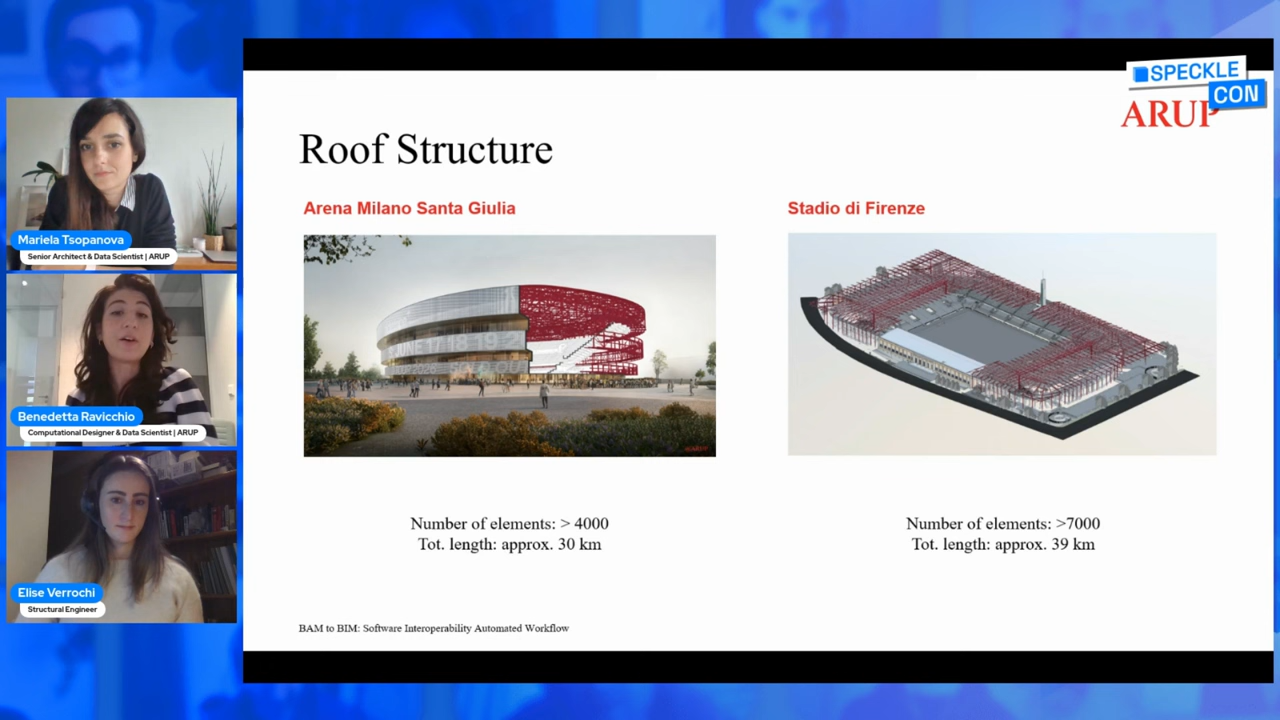 SPECKLE
CON
ARUP
Roof Structure
Arena Milano Santa Giulia
Stadio di Firenze
Number of elements: > 4000
Tot. length: approx. 30 km
Number of elements: >7000
Tot. length: approx. 39 km
BAM to BIM: Software Interoperability Automated Workflow
Mariela Tsopanova
Senior Architect & Data Scientist | ARUP
Benedetta Ravicchio
Computational Designer & Data Scientist | ARUP
Elise Verrochi
Structural Engineer